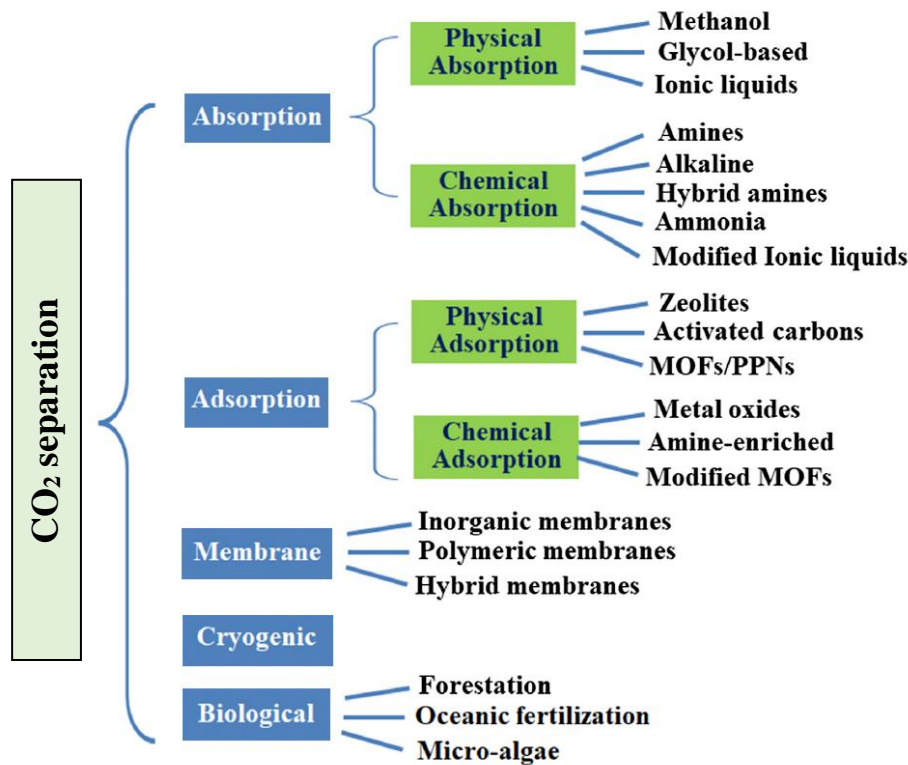 CO₂ separation
Absorption
Physical
Absorption
Methanol
Glycol-based
Ionic liquids
Chemical
Absorption
Amines
Alkaline
Hybrid amines
Ammonia
Modified Ionic liquids
Adsorption
Physical
Adsorption
Zeolites
Activated carbons
MOFs/PPNs
Chemical
Adsorption
Metal oxides
Amine-enriched
Modified MOFs
Membrane
Inorganic membranes
Polymeric membranes
Hybrid membranes
Cryogenic
Biological
Forestation
Oceanic fertilization
Micro-algae